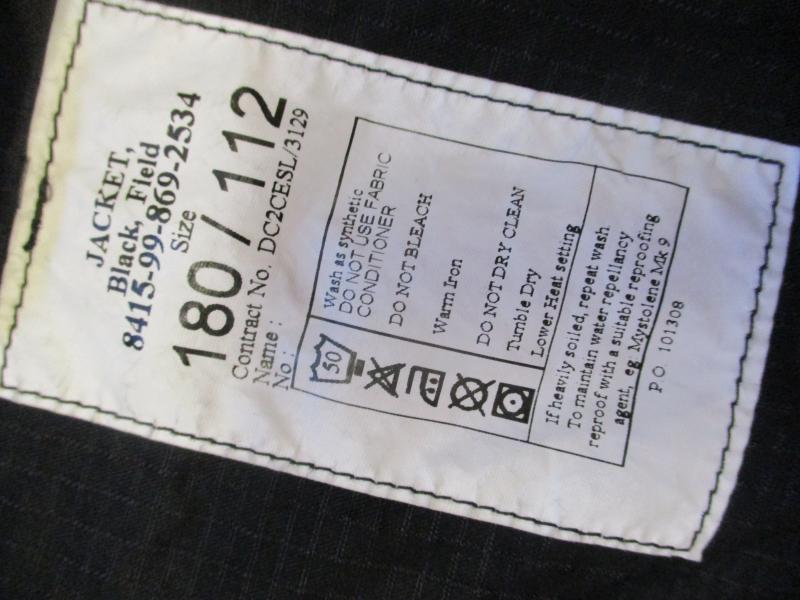 JACKET,
Black, Field
8415-99-869-2534
Size
180/112
Contract No. DC2CESL/3129
Name :
No :
50
Wash as synthetic
DO NOT USE FABRIC
CONDITIONER
DO NOT BLEACH
Warm Iron
DO NOT DRY CLEAN
Tumble Dry
Lower Heat setting
If heavily soiled, repeat wash.
To maintain water repellancy
reproof with a suitable reproofing
agent, eg Mystolene Mk 9
P.O. 101308